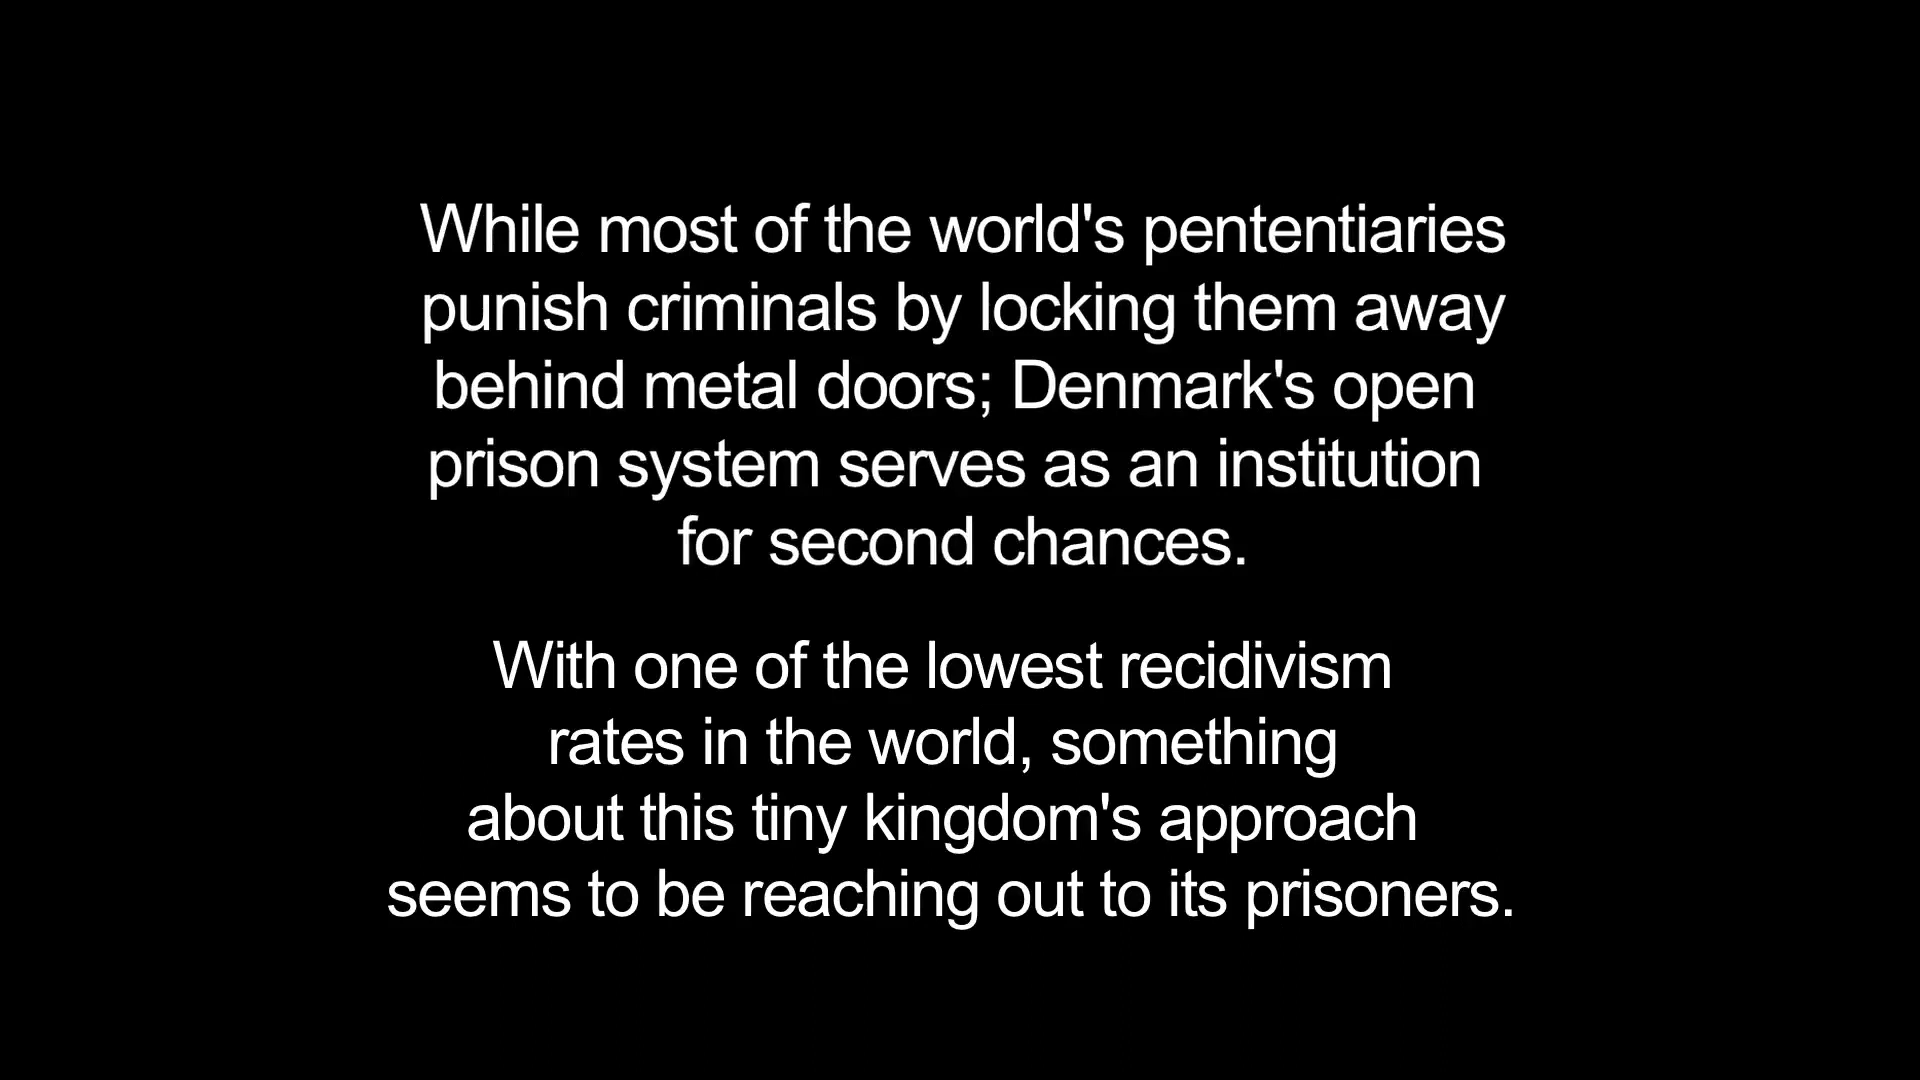 While most of the world's pententiaries
punish criminals by locking them away
behind metal doors; Denmark's open
prison system serves as an institution
for second chances.
With one of the lowest recidivism
rates in the world, something
about this tiny kingdom's approach
seems to be reaching out to its prisoners.